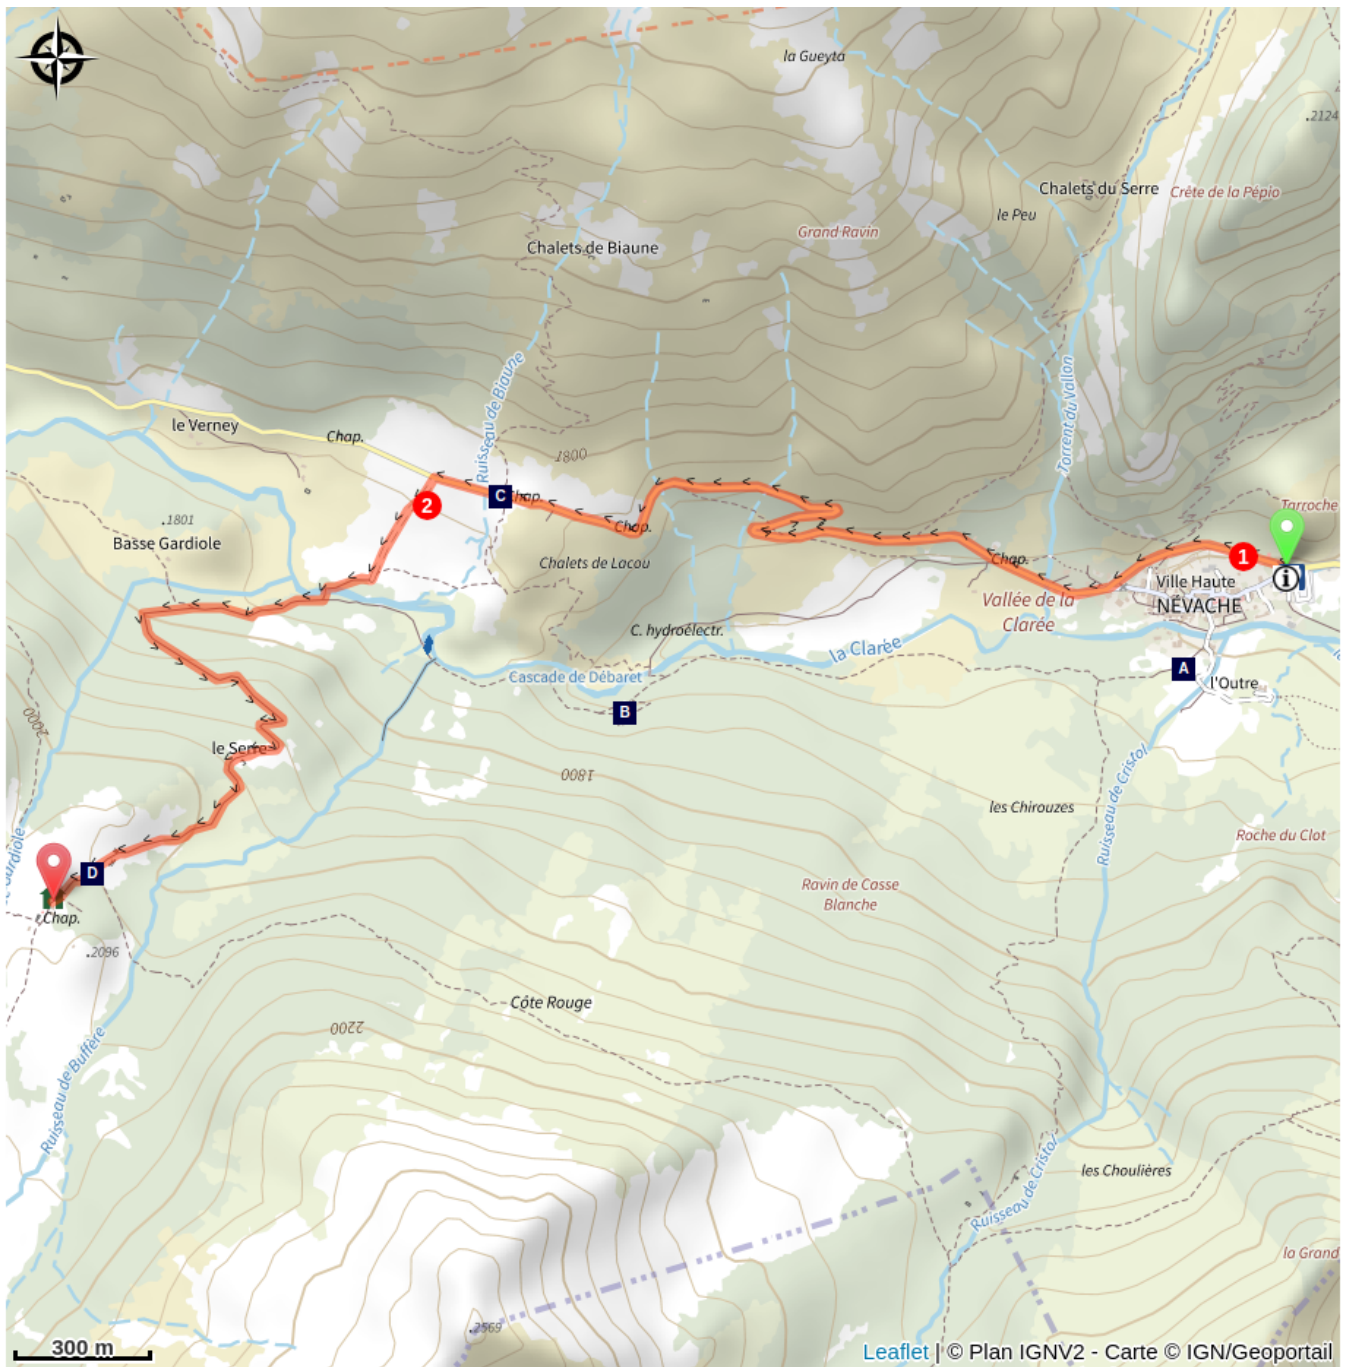 la Gueyta
.2124
Chalets du Serre
Crête de la Pépio
le Peu
Grand Ravin
Chalets de Biaune
Ruisseau de Biaune
Torrent du Vallon
le Verney
Chap.
1800
C
Chap.
2
Tarroche
.1801
Basse Gardiole
Chap.
Chalets de Lacou
Chap.
1
i
Ville Haute
NÉVACHE
Vallée de la
Clarée
C. hydroélectr.
la Clarée
Cascade de Débaret
A
l'Outre
B
2000
le Serre
1800
Ruisseau de Cristol
les Chirouzes
Roche du Clot
Gardiole
D
Ravin de Casse
Blanche
Chap.
.2096
Côte Rouge
2200
Ruisseau de Buffère
les Choulières
Ruisseau de Cristol
la Grand
.2569
300 m
Leaflet | © Plan IGNV2 - Carte © IGN/Geoportail